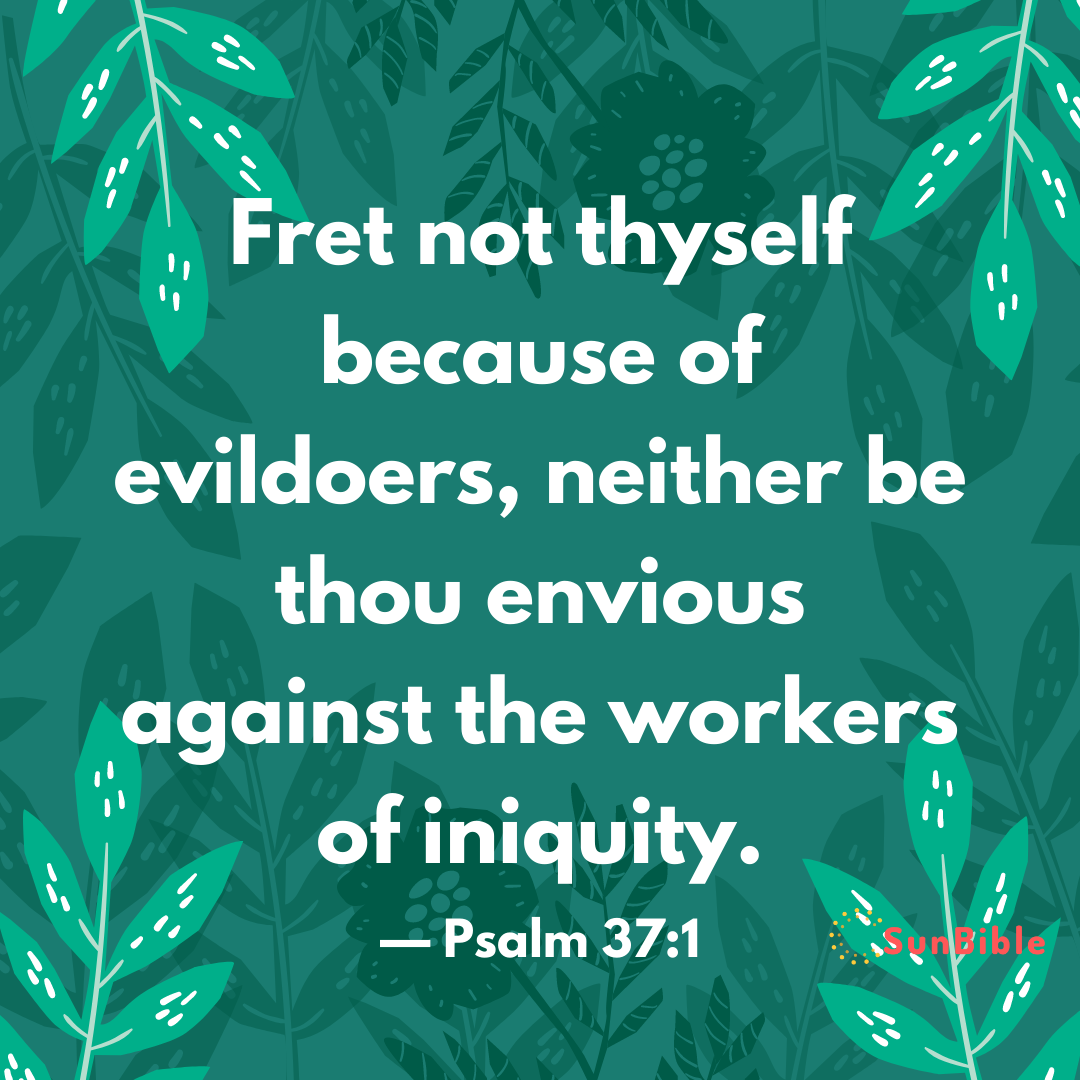 Fret not thyself
because of
evildoers, neither be
thou envious
against the workers
of iniquity.
— Psalm 37:1
SunBible